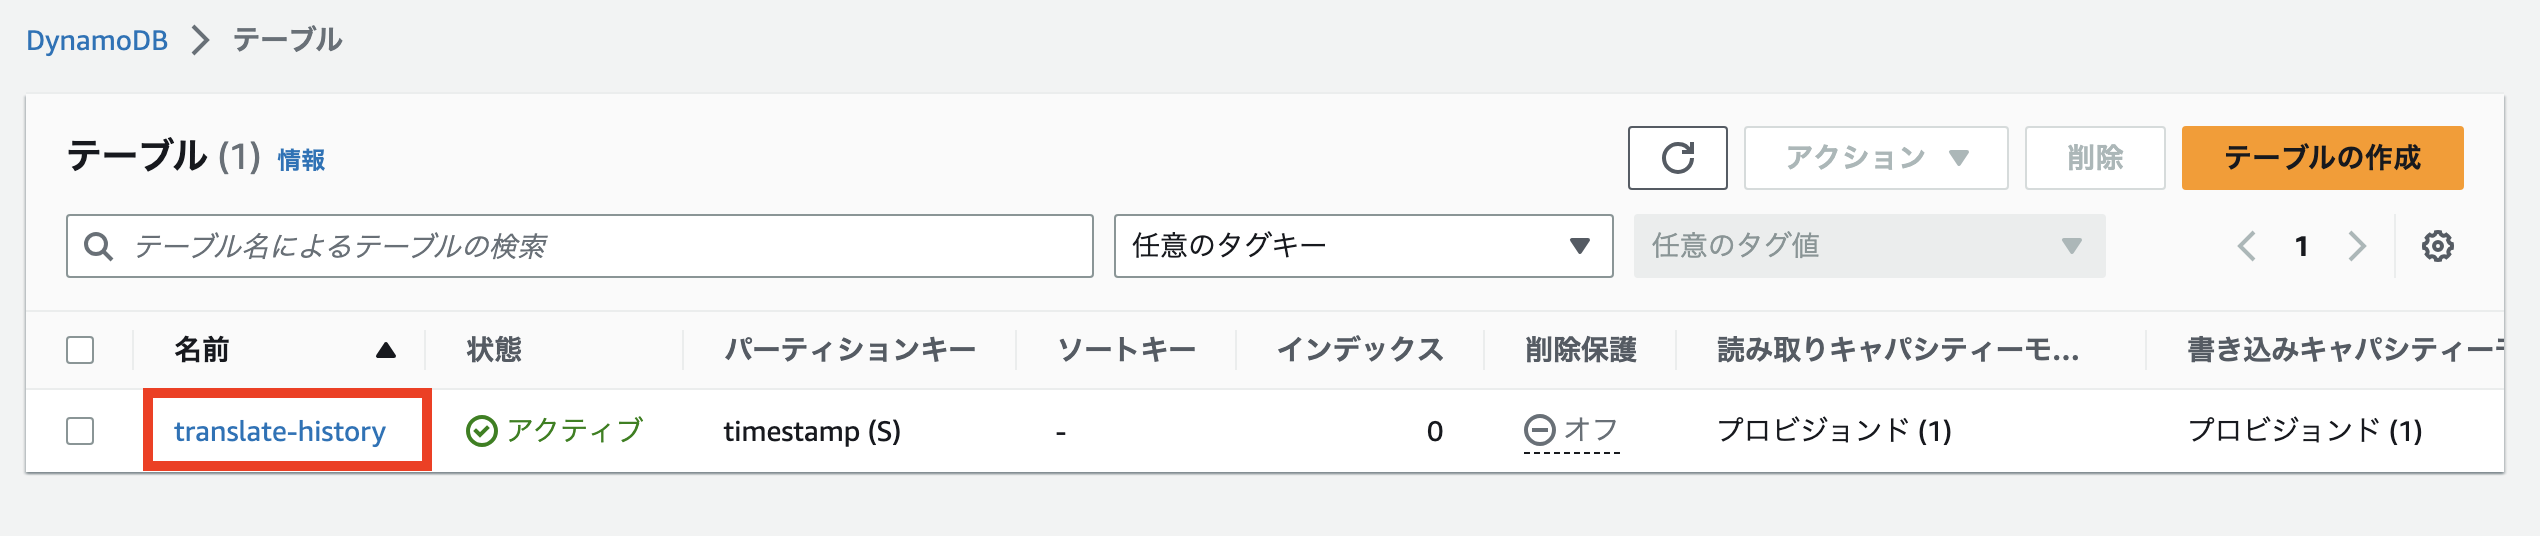 DynamoDB > テーブル
テーブル (1) 情報
アクション
削除
テーブルの作成
テーブル名によるテーブルの検索
任意のタグキー
任意のタグ値
1
名前 状態 パーティションキー ソートキー インデックス 削除保護 読み取りキャパシティーモ... 書き込みキャパシティーモ
translate-history アクティブ timestamp (S) - 0 オフ プロビジョンド (1) プロビジョンド (1)